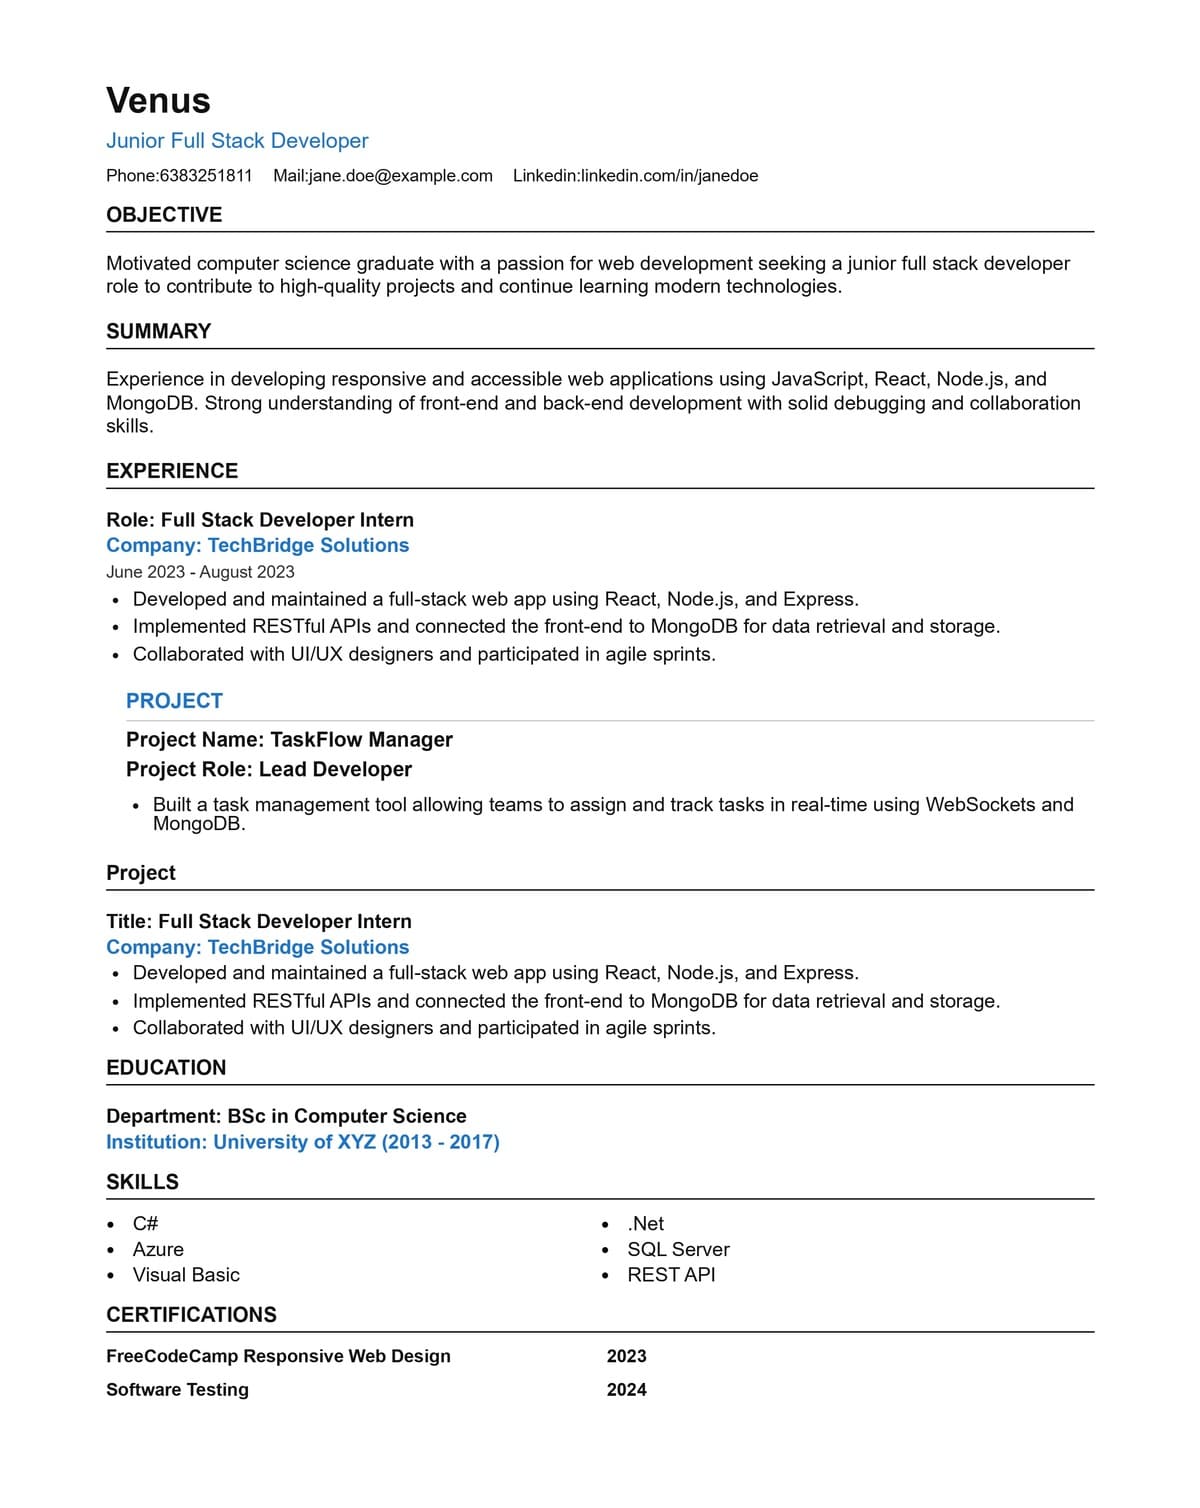 Venus
Junior Full Stack Developer
Phone:6383251811 Mail:jane.doe@example.com Linkedin:linkedin.com/in/janedoe
OBJECTIVE
Motivated computer science graduate with a passion for web development seeking a junior full stack developer
role to contribute to high-quality projects and continue learning modern technologies.
SUMMARY
Experience in developing responsive and accessible web applications using JavaScript, React, Node.js, and
MongoDB. Strong understanding of front-end and back-end development with solid debugging and collaboration
skills.
EXPERIENCE
Role: Full Stack Developer Intern
Company: TechBridge Solutions
June 2023 - August 2023
• Developed and maintained a full-stack web app using React, Node.js, and Express.
• Implemented RESTful APIs and connected the front-end to MongoDB for data retrieval and storage.
• Collaborated with UI/UX designers and participated in agile sprints.
PROJECT
Project Name: TaskFlow Manager
Project Role: Lead Developer
• Built a task management tool allowing teams to assign and track tasks in real-time using WebSockets and
MongoDB.
Project
Title: Full Stack Developer Intern
Company: TechBridge Solutions
• Developed and maintained a full-stack web app using React, Node.js, and Express.
• Implemented RESTful APIs and connected the front-end to MongoDB for data retrieval and storage.
• Collaborated with UI/UX designers and participated in agile sprints.
EDUCATION
Department: BSc in Computer Science
Institution: University of XYZ (2013 - 2017)
SKILLS
• C# • .Net
• Azure • SQL Server
• Visual Basic • REST API
CERTIFICATIONS
FreeCodeCamp Responsive Web Design 2023
Software Testing 2024